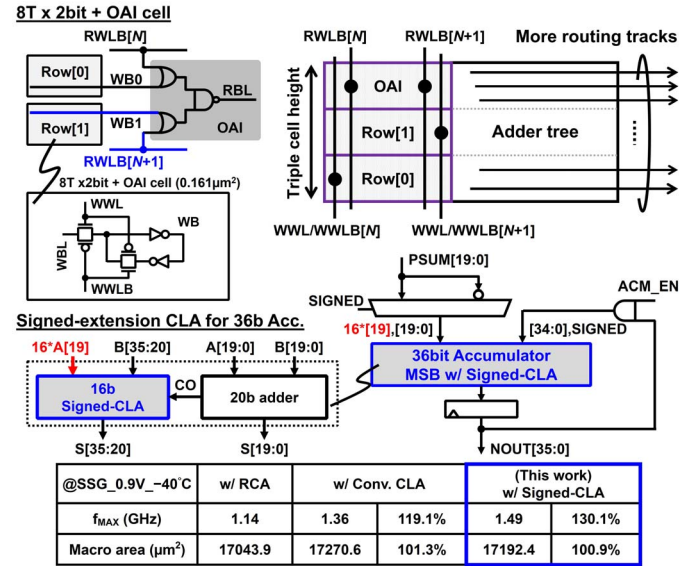 8T x 2bit + OAI cell
RWLB[N]
Row[0]
WB0
RBL
Row[1]
WB1
OAI
RWLB[N+1]
8T x2bit + OAI cell (0.161µm²)
WWL
WB
WBL
WWLB
RWLB[N] RWLB[N+1] More routing tracks
Triple cell height
OAI
Row[1]
Row[0]
Adder tree
WWL/WWLB[N] WWL/WWLB[N+1]
PSUM[19:0]
SIGNED
ACM_EN
16*[19],[19:0]
[34:0],SIGNED
36bit Accumulator
MSB w/ Signed-CLA
NOUT[35:0]
Signed-extension CLA for 36b Acc.
16*A[19] B[35:20] A[19:0] B[19:0]
16b
Signed-CLA
CO
20b adder
S[35:20] S[19:0]
@SSG_0.9V_−40°C w/ RCA w/ Conv. CLA (This work)
w/ Signed-CLA
fMAX (GHz) 1.14 1.36 119.1% 1.49 130.1%
Macro area (µm²) 17043.9 17270.6 101.3% 17192.4 100.9%